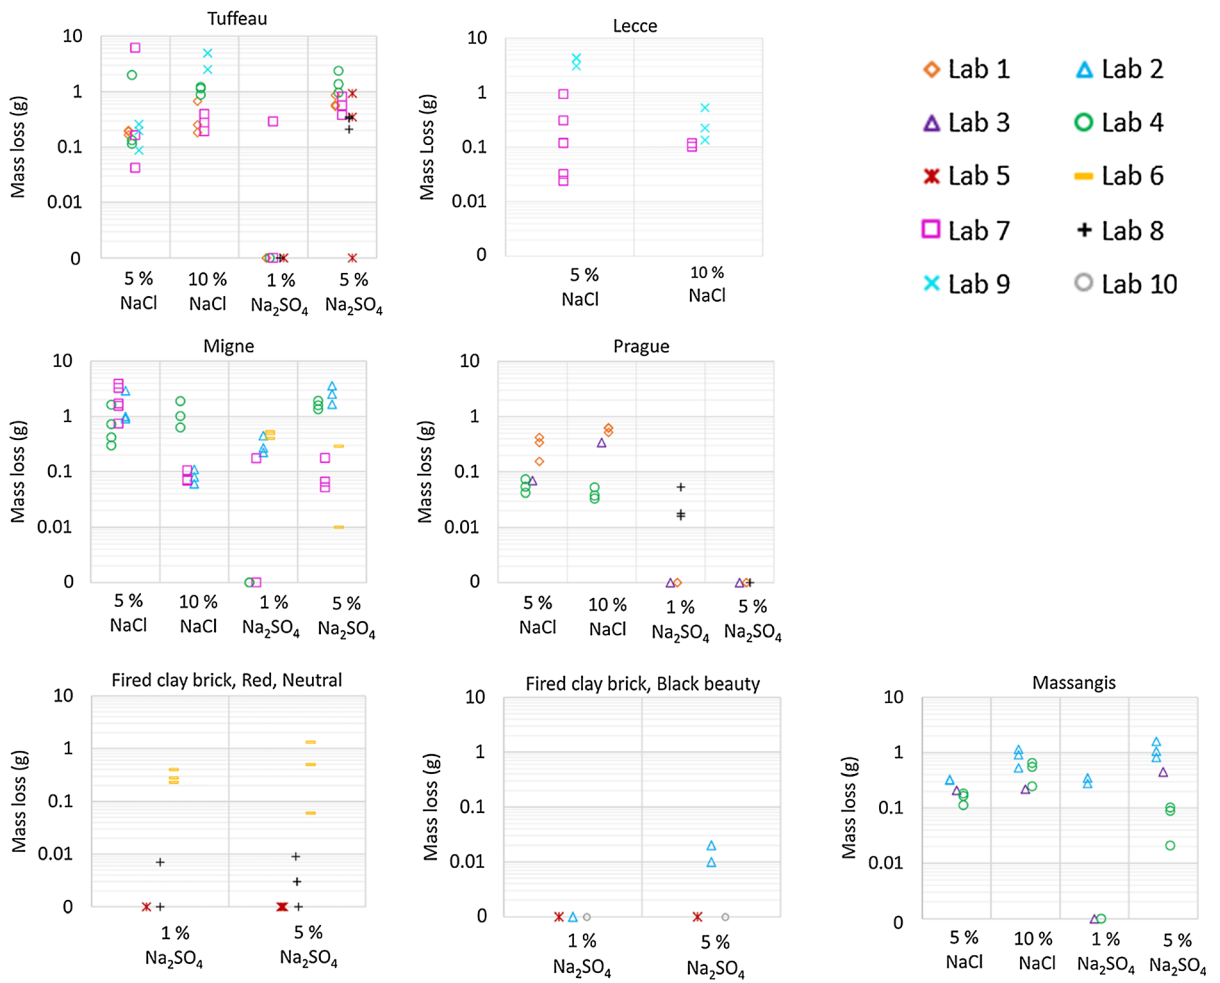 Tuffeau
10
1
0.1
0.01
0
Mass loss (g)
5 %
NaCl
10 %
NaCl
1 %
Na₂SO₄
5 %
Na₂SO₄
Lecce
10
1
0.1
0.01
0
Mass Loss (g)
5 %
NaCl
10 %
NaCl
Lab 1
Lab 2
Lab 3
Lab 4
Lab 5
Lab 6
Lab 7
Lab 8
Lab 9
Lab 10
Migne
10
1
0.1
0.01
0
Mass loss (g)
5 %
NaCl
10 %
NaCl
1 %
Na₂SO₄
5 %
Na₂SO₄
Prague
10
1
0.1
0.01
0
Mass loss (g)
5 %
NaCl
10 %
NaCl
1 %
Na₂SO₄
5 %
Na₂SO₄
Fired clay brick, Red, Neutral
10
1
0.1
0.01
0
Mass loss (g)
1 %
Na₂SO₄
5 %
Na₂SO₄
Fired clay brick, Black beauty
10
1
0.1
0.01
0
Mass loss (g)
1 %
Na₂SO₄
5 %
Na₂SO₄
Massangis
10
1
0.1
0.01
0
Mass loss (g)
5 %
NaCl
10 %
NaCl
1 %
Na₂SO₄
5 %
Na₂SO₄